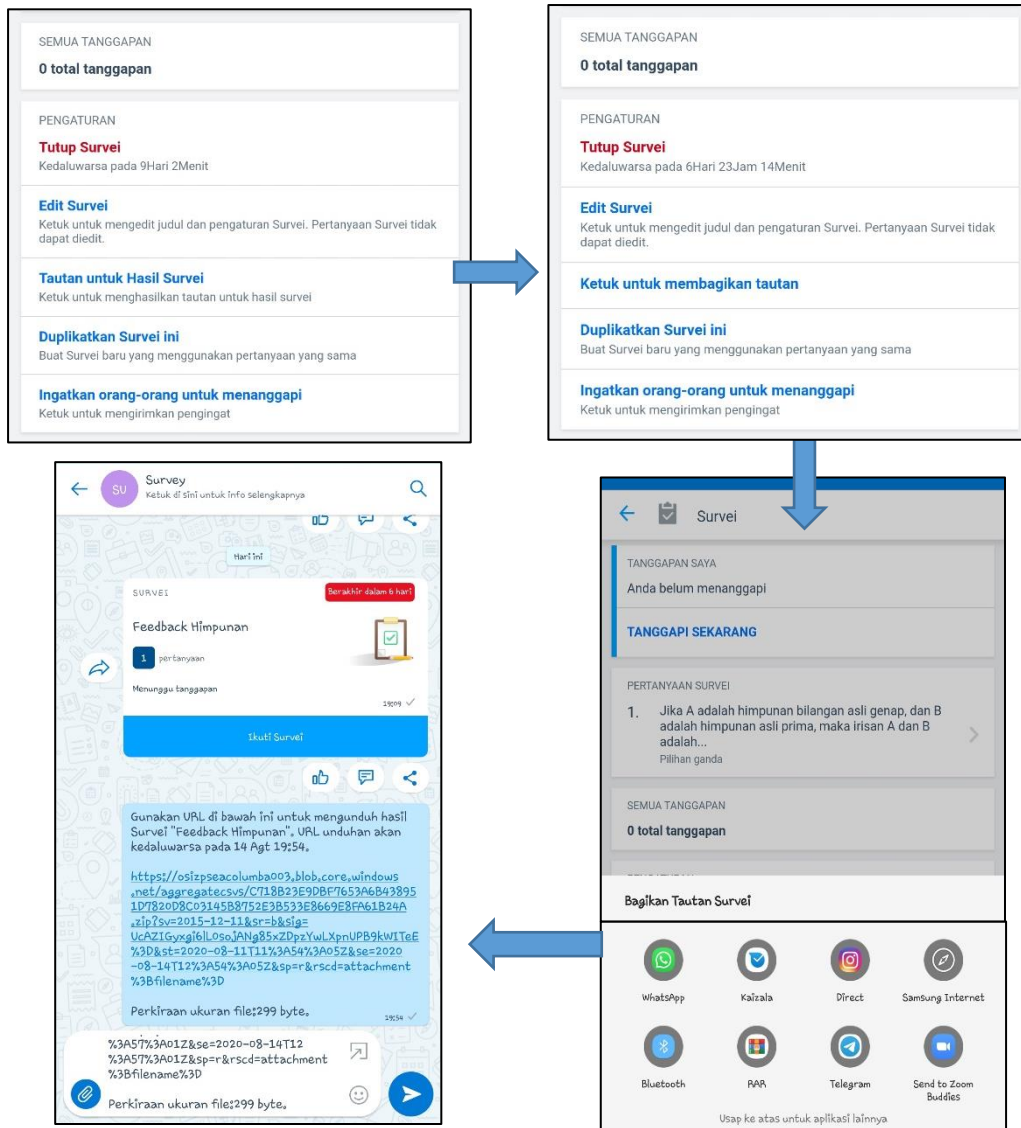 SEMUA TANGGAPAN
0 total tanggapan
PENGATURAN
Tutup Survei
Kedaluwarsa pada 9Hari 2Menit
Edit Survei
Ketuk untuk mengedit judul dan pengaturan Survei. Pertanyaan Survei tidak
dapat diedit.
Tautan untuk Hasil Survei
Ketuk untuk menghasilkan tautan untuk hasil survei
Duplikatkan Survei ini
Buat Survei baru yang menggunakan pertanyaan yang sama
Ingatkan orang-orang untuk menanggapi
Ketuk untuk mengirimkan pengingat
SEMUA TANGGAPAN
0 total tanggapan
PENGATURAN
Tutup Survei
Kedaluwarsa pada 6Hari 23Jam 14Menit
Edit Survei
Ketuk untuk mengedit judul dan pengaturan Survei. Pertanyaan Survei tidak
dapat diedit.
Ketuk untuk membagikan tautan
Duplikatkan Survei ini
Buat Survei baru yang menggunakan pertanyaan yang sama
Ingatkan orang-orang untuk menanggapi
Ketuk untuk mengirimkan pengingat
Survei
TANGGAPAN SAYA
Anda belum menanggapi
TANGGAPI SEKARANG
PERTANYAAN SURVEI
1. Jika A adalah himpunan bilangan asli genap, dan B
adalah himpunan asli prima, maka irisan A dan B
adalah...
Pilihan ganda
SEMUA TANGGAPAN
0 total tanggapan
Bagikan Tautan Survei
WhatsApp Kaizala Direct Samsung Internet
Bluetooth RAR Telegram Send to Zoom
Buddies
Usap ke atas untuk aplikasi lainnya
SU Survey
Ketuk di sini untuk info selengkapnya
Hari ini
SURVEI Berakhir dalam 6 hari
Feedback Himpunan
1 pertanyaan
Menunggu tanggapan
19:09
Ikuti Survei
Gunakan URL di bawah ini untuk mengunduh hasil
Survei "Feedback Himpunan". URL unduhan akan
kedaluwarsa pada 14 Agt 19:54.
https://osizpseacolumba003.blob.core.windows
.net/aggregatecsvs/C718B23E9DBF7653A6B43895
1D7820D8C03145B8752E3B533E8669E8FA61B24A
.zip?sv=2015-12-11&sr=b&sig=
UcAZIGyxgi6lL0sojANg85xZDpzYwLXpnUPB9kWITeE
%3D&st=2020-08-11T11%3A54%3A05Z&se=2020
-08-14T12%3A54%3A05Z&sp=r&rscd=attachment
%3Bfilename%3D
Perkiraan ukuran file:299 byte.
19:54
%3A57%3A01Z&se=2020-08-14T12
%3A57%3A01Z&sp=r&rscd=attachment
%3Bfilename%3D
Perkiraan ukuran file:299 byte.